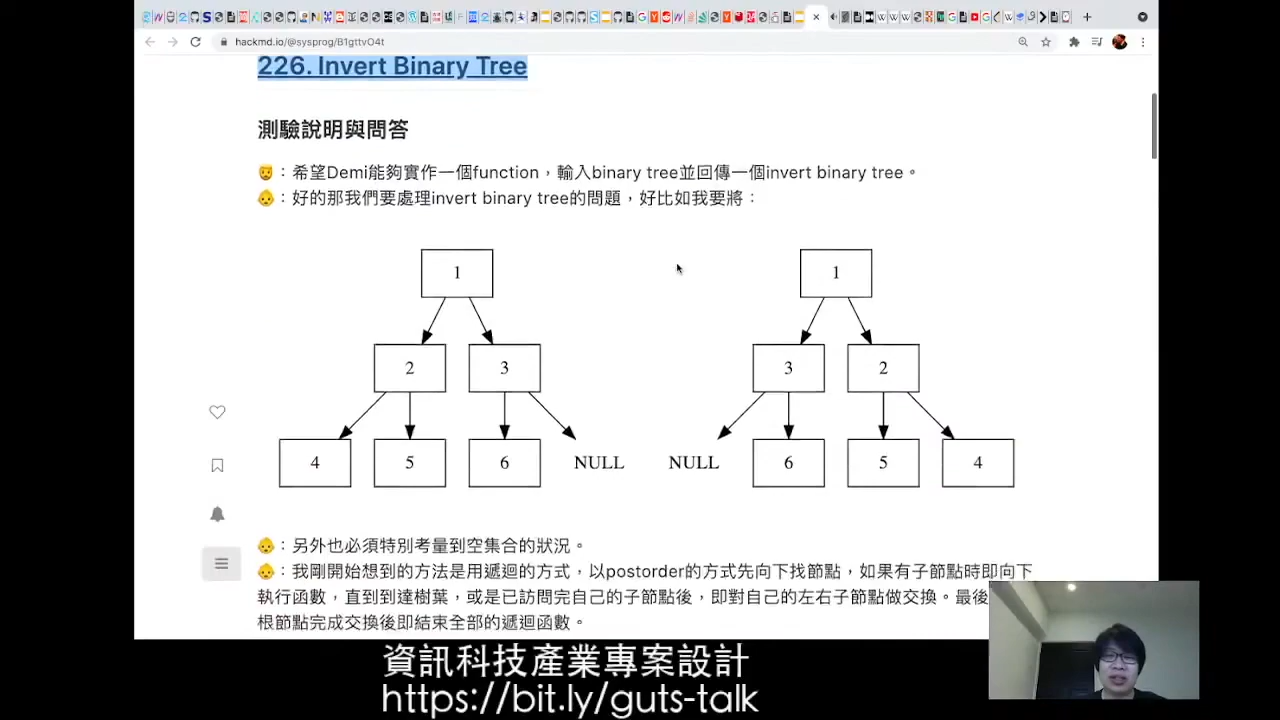 hackmd.io/@sysprog/B1gttvO4t
226. Invert Binary Tree
測驗說明與問答
：希望Demi能夠實作一個function，輸入binary tree並回傳一個invert binary tree。
：好的那我們要處理invert binary tree的問題，好比如我要將：
1 1
2 3 3 2
4 5 6 NULL NULL 6 5 4
：另外也必須特別考量到空集合的狀況。
：我剛開始想到的方法是用遞迴的方式，以postorder的方式先向下找節點，如果有子節點時即向下
執行函數，直到到達樹葉，或是已訪問完自己的子節點後，即對自己的左右子節點做交換。最後
根節點完成交換後即結束全部的遞迴函數。
資訊科技產業專案設計
https://bit.ly/guts-talk